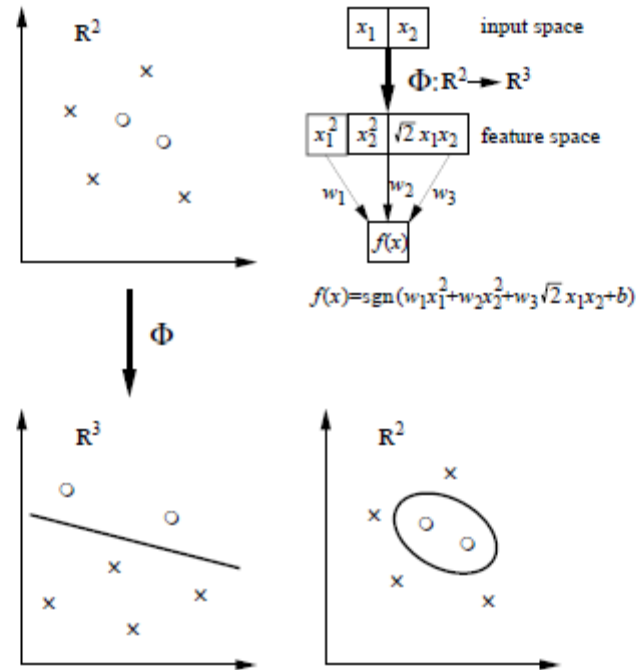 R²
x₁ x₂ input space
Φ: R² → R³
x₁² x₂² √2 x₁x₂ feature space
w₁ w₂ w₃
f(x)
f(x)=sgn(w₁x₁²+w₂x₂²+w₃√2 x₁x₂+b)
Φ
R³
R²